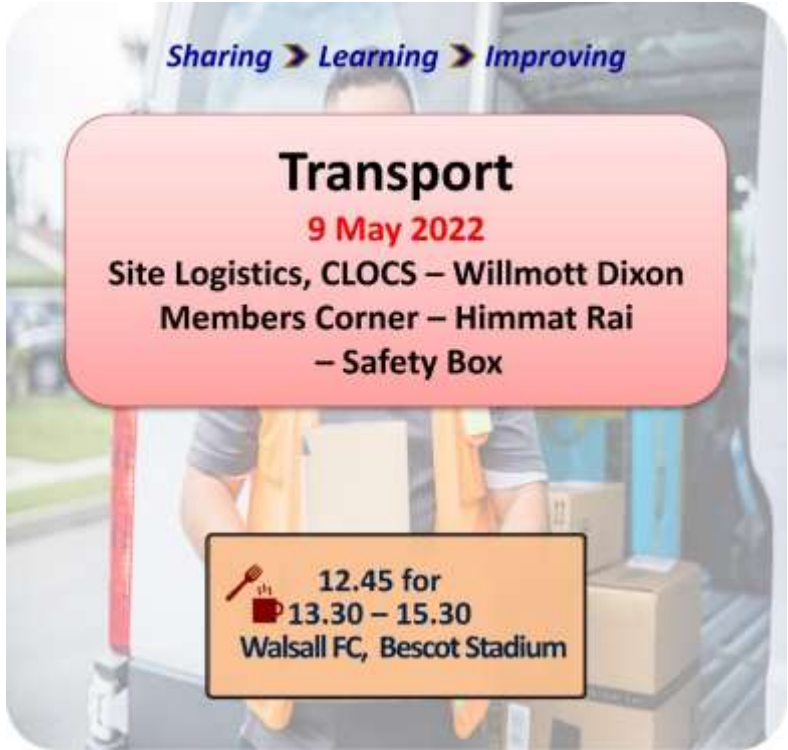 Sharing > Learning > Improving
Transport
9 May 2022
Site Logistics, CLOCS – Willmott Dixon
Members Corner – Himmat Rai
– Safety Box
12.45 for
13.30 – 15.30
Walsall FC, Bescot Stadium